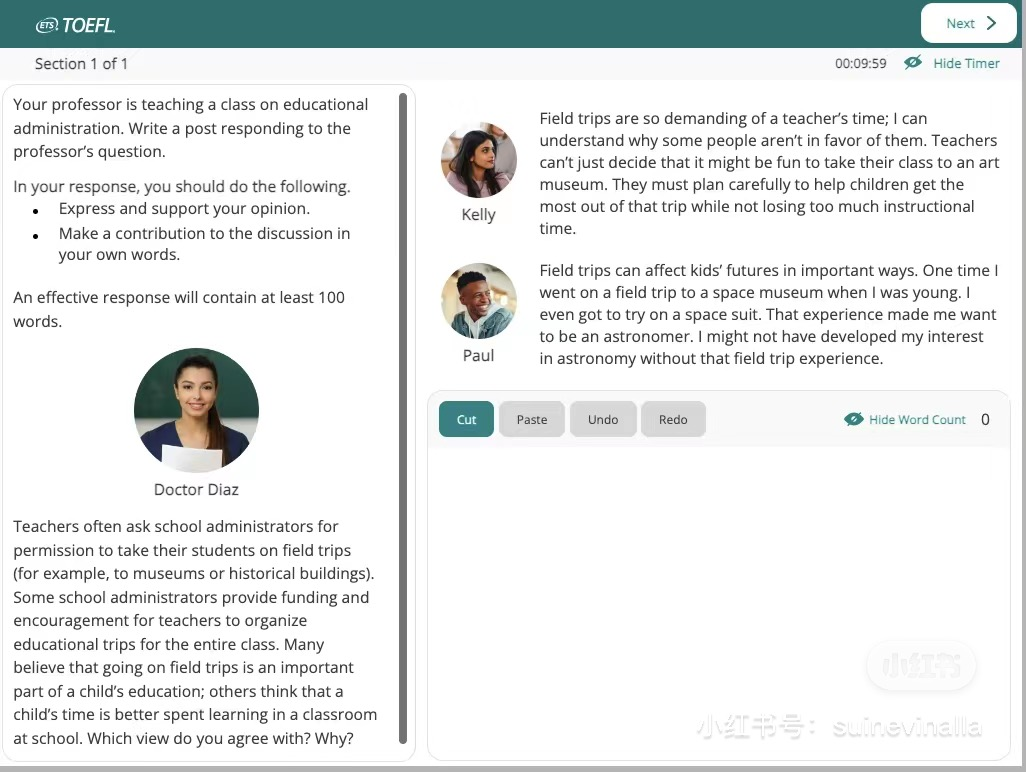 ETS TOEFL
Next
Section 1 of 1
00:09:59
Hide Timer
Your professor is teaching a class on educational
administration. Write a post responding to the
professor's question.
In your response, you should do the following.
• Express and support your opinion.
• Make a contribution to the discussion in
your own words.
An effective response will contain at least 100
words.
Doctor Diaz
Teachers often ask school administrators for
permission to take their students on field trips
(for example, to museums or historical buildings).
Some school administrators provide funding and
encouragement for teachers to organize
educational trips for the entire class. Many
believe that going on field trips is an important
part of a child's education; others think that a
child's time is better spent learning in a classroom
at school. Which view do you agree with? Why?
Kelly
Field trips are so demanding of a teacher's time; I can
understand why some people aren't in favor of them. Teachers
can't just decide that it might be fun to take their class to an art
museum. They must plan carefully to help children get the
most out of that trip while not losing too much instructional
time.
Paul
Field trips can affect kids' futures in important ways. One time I
went on a field trip to a space museum when I was young. I
even got to try on a space suit. That experience made me want
to be an astronomer. I might not have developed my interest
in astronomy without that field trip experience.
Cut
Paste
Undo
Redo
Hide Word Count
0
小红书
小红书号: suinevinalla